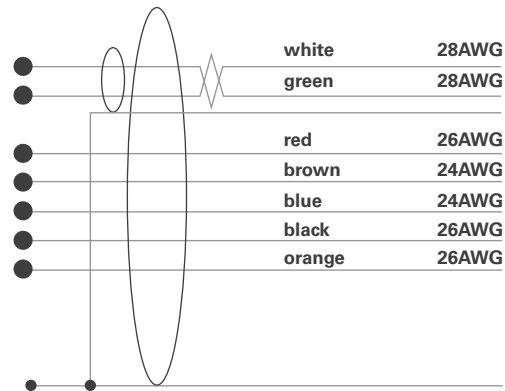 white 28AWG
green 28AWG
red 26AWG
brown 24AWG
blue 24AWG
black 26AWG
orange 26AWG